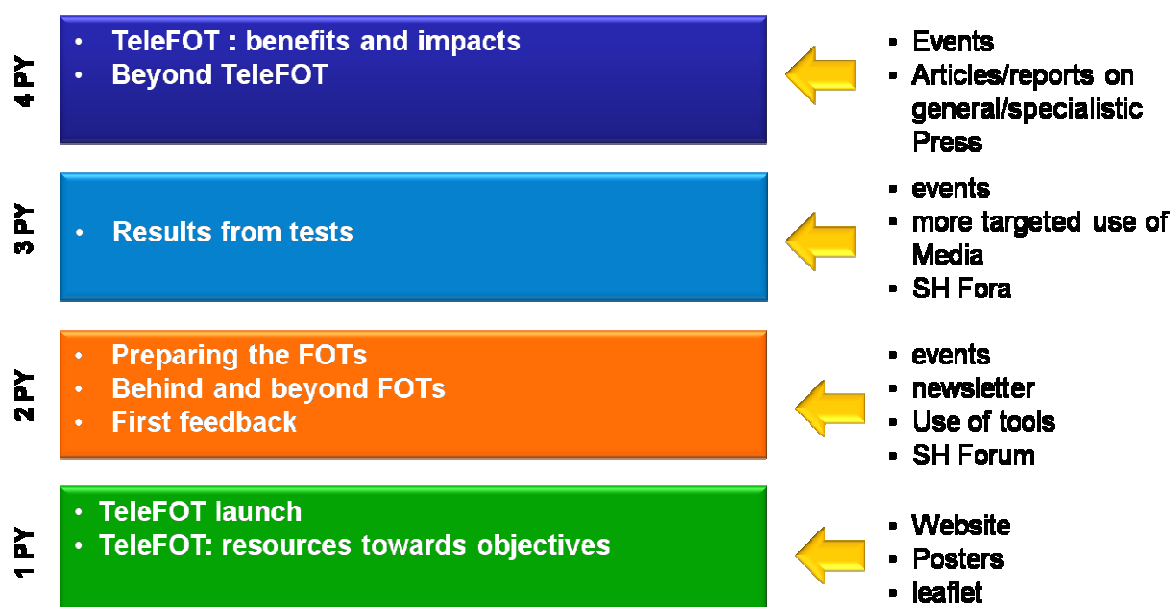 4 PY
• TeleFOT : benefits and impacts
• Beyond TeleFOT
▪ Events
▪ Articles/reports on
general/specialistic
Press
3 PY
• Results from tests
▪ events
▪ more targeted use of
Media
▪ SH Fora
2 PY
• Preparing the FOTs
• Behind and beyond FOTs
• First feedback
▪ events
▪ newsletter
▪ Use of tools
▪ SH Forum
1 PY
• TeleFOT launch
• TeleFOT: resources towards objectives
▪ Website
▪ Posters
▪ leaflet